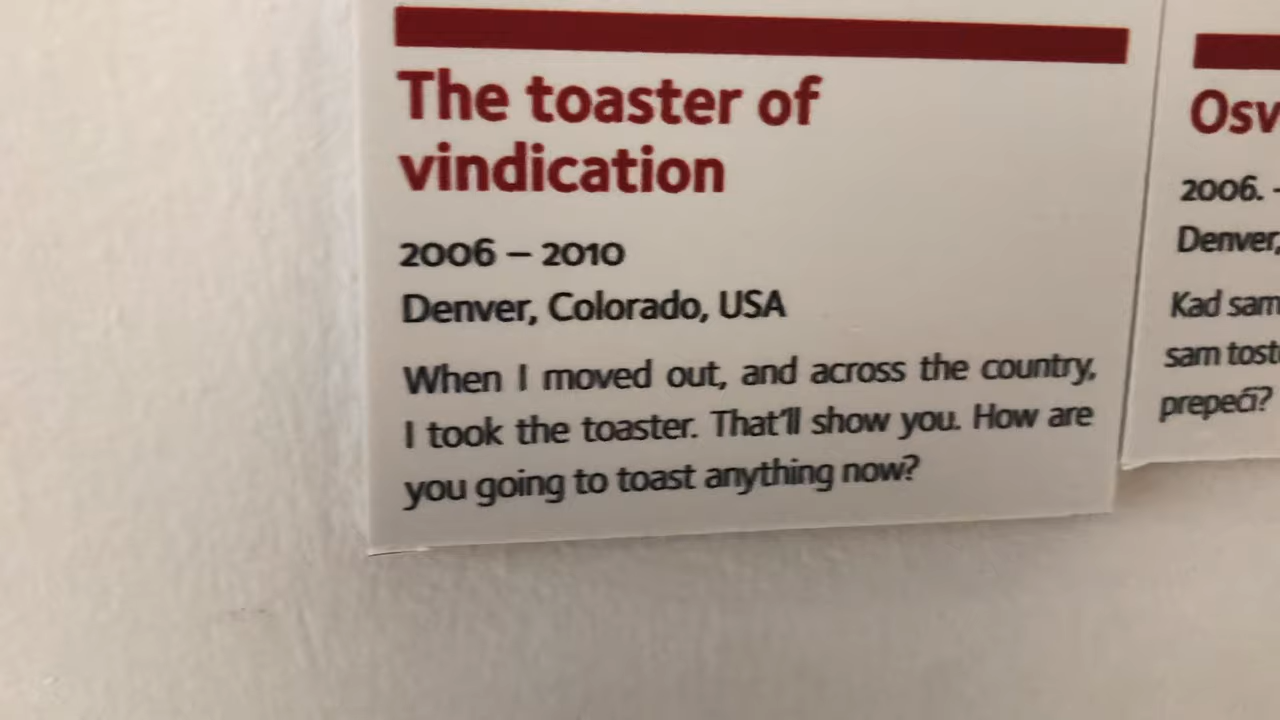 The toaster of
vindication
2006 – 2010
Denver, Colorado, USA
When I moved out, and across the country,
I took the toaster. That'll show you. How are
you going to toast anything now?
Osv
2006. -
Denver,
Kad sam
sam tost
prepeći?